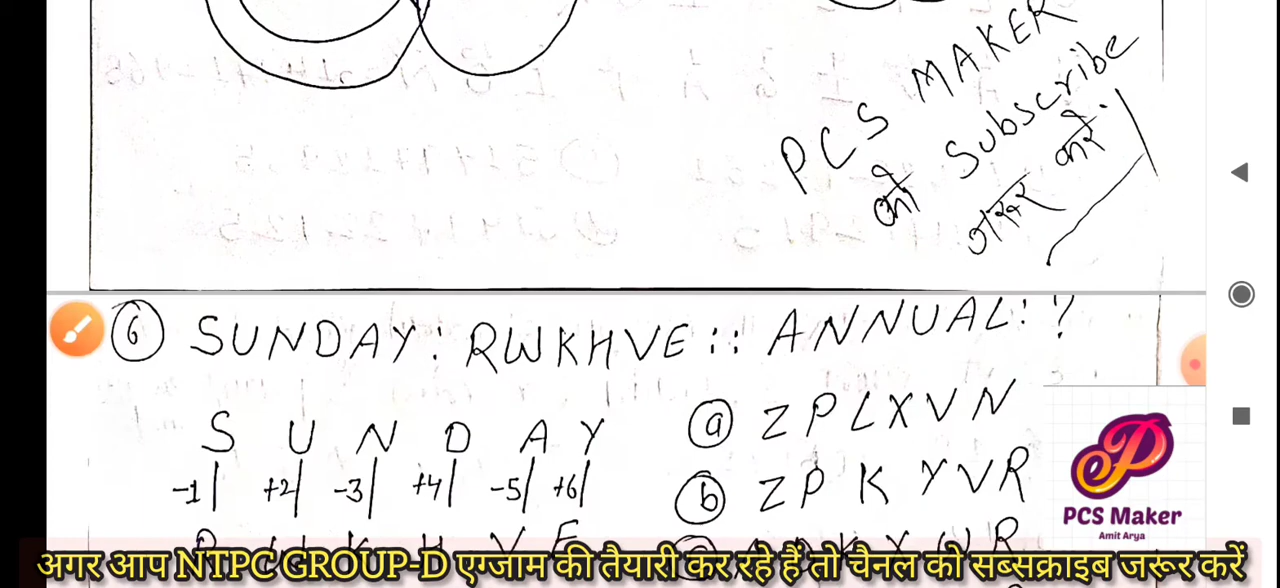 PCS MAKER
को Subscribe
जरूर करें.
⑥ SUNDAY : RWKHVE :: ANNUAL : ?
S U N D A Y
-1 +2 -3 +4 -5 +6
ⓐ ZPLXVN
ⓑ ZPKYVR
PCS Maker
Amit Arya
अगर आप NTPC GROUP-D एग्जाम की तैयारी कर रहे हैं तो चैनल को सब्सक्राइब जरूर करें